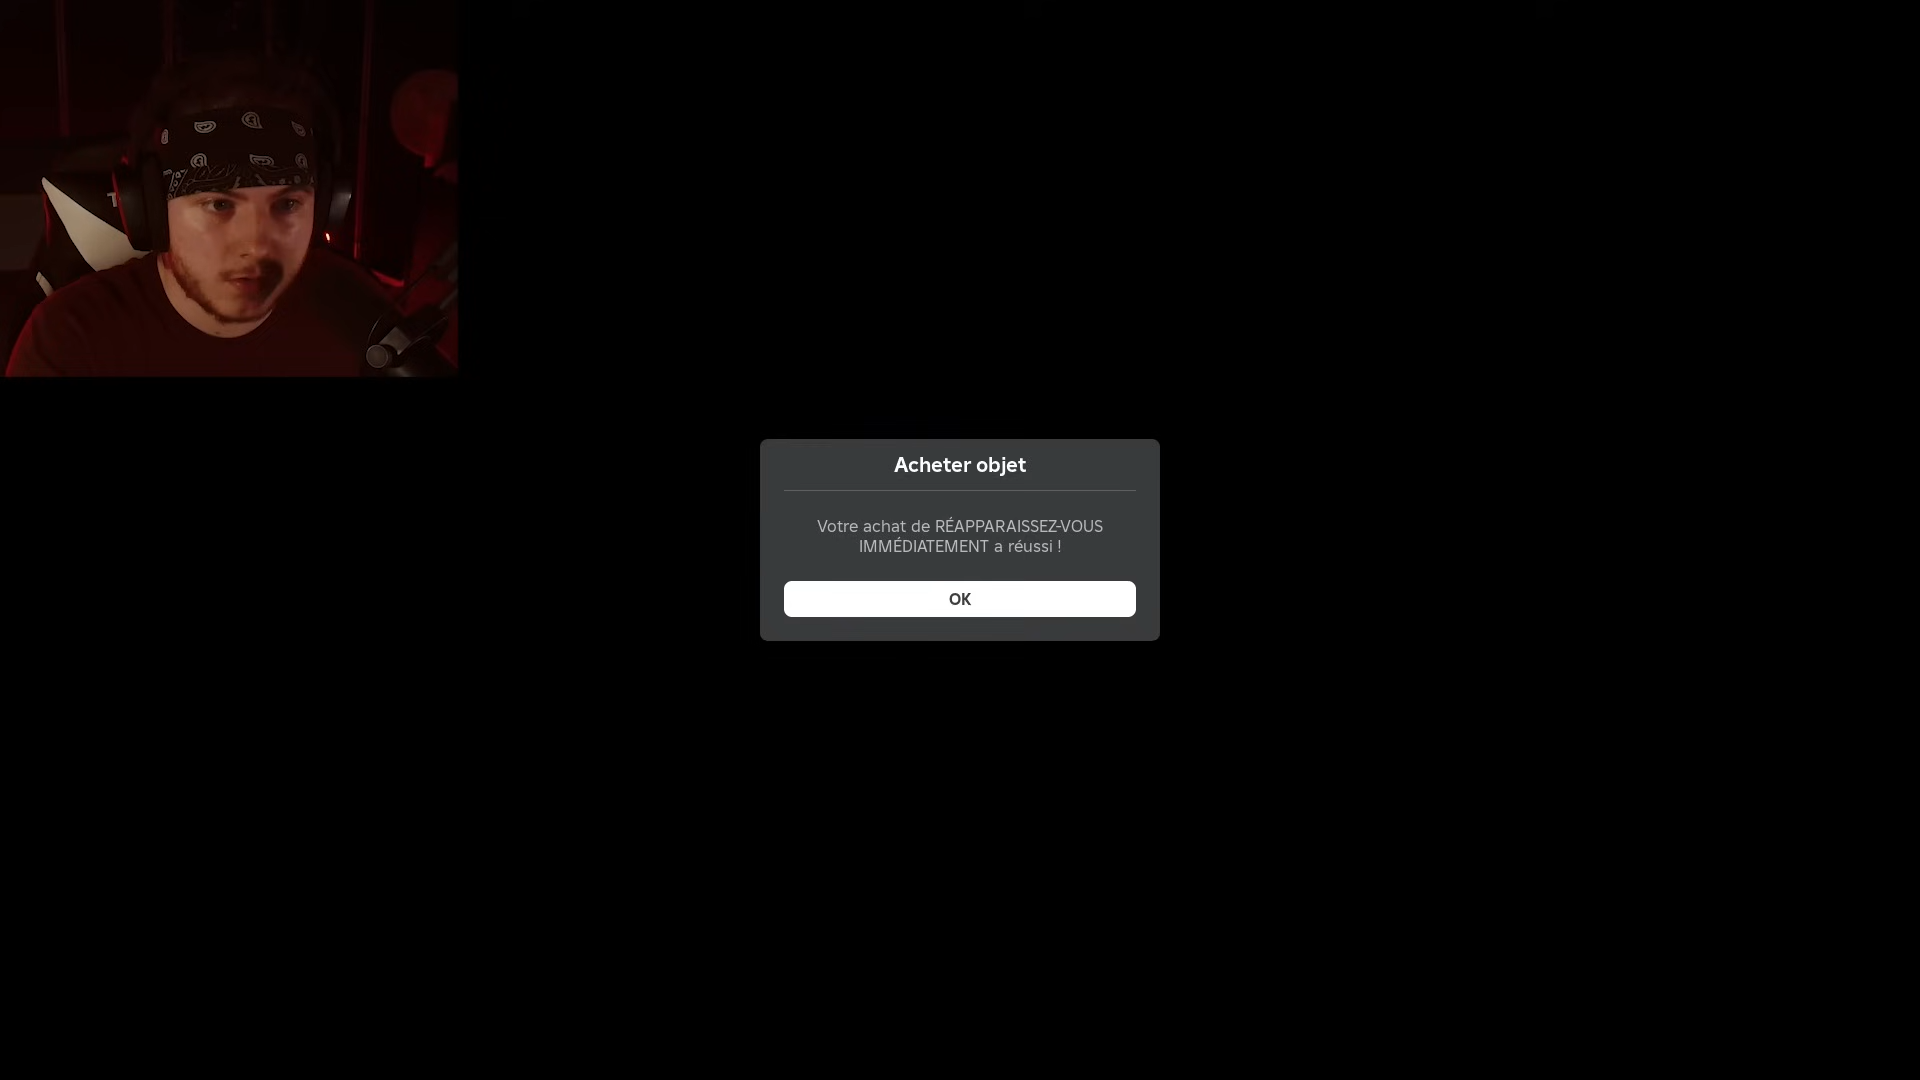 Acheter objet
Votre achat de RÉAPPARAISSEZ-VOUS
IMMÉDIATEMENT a réussi !
OK